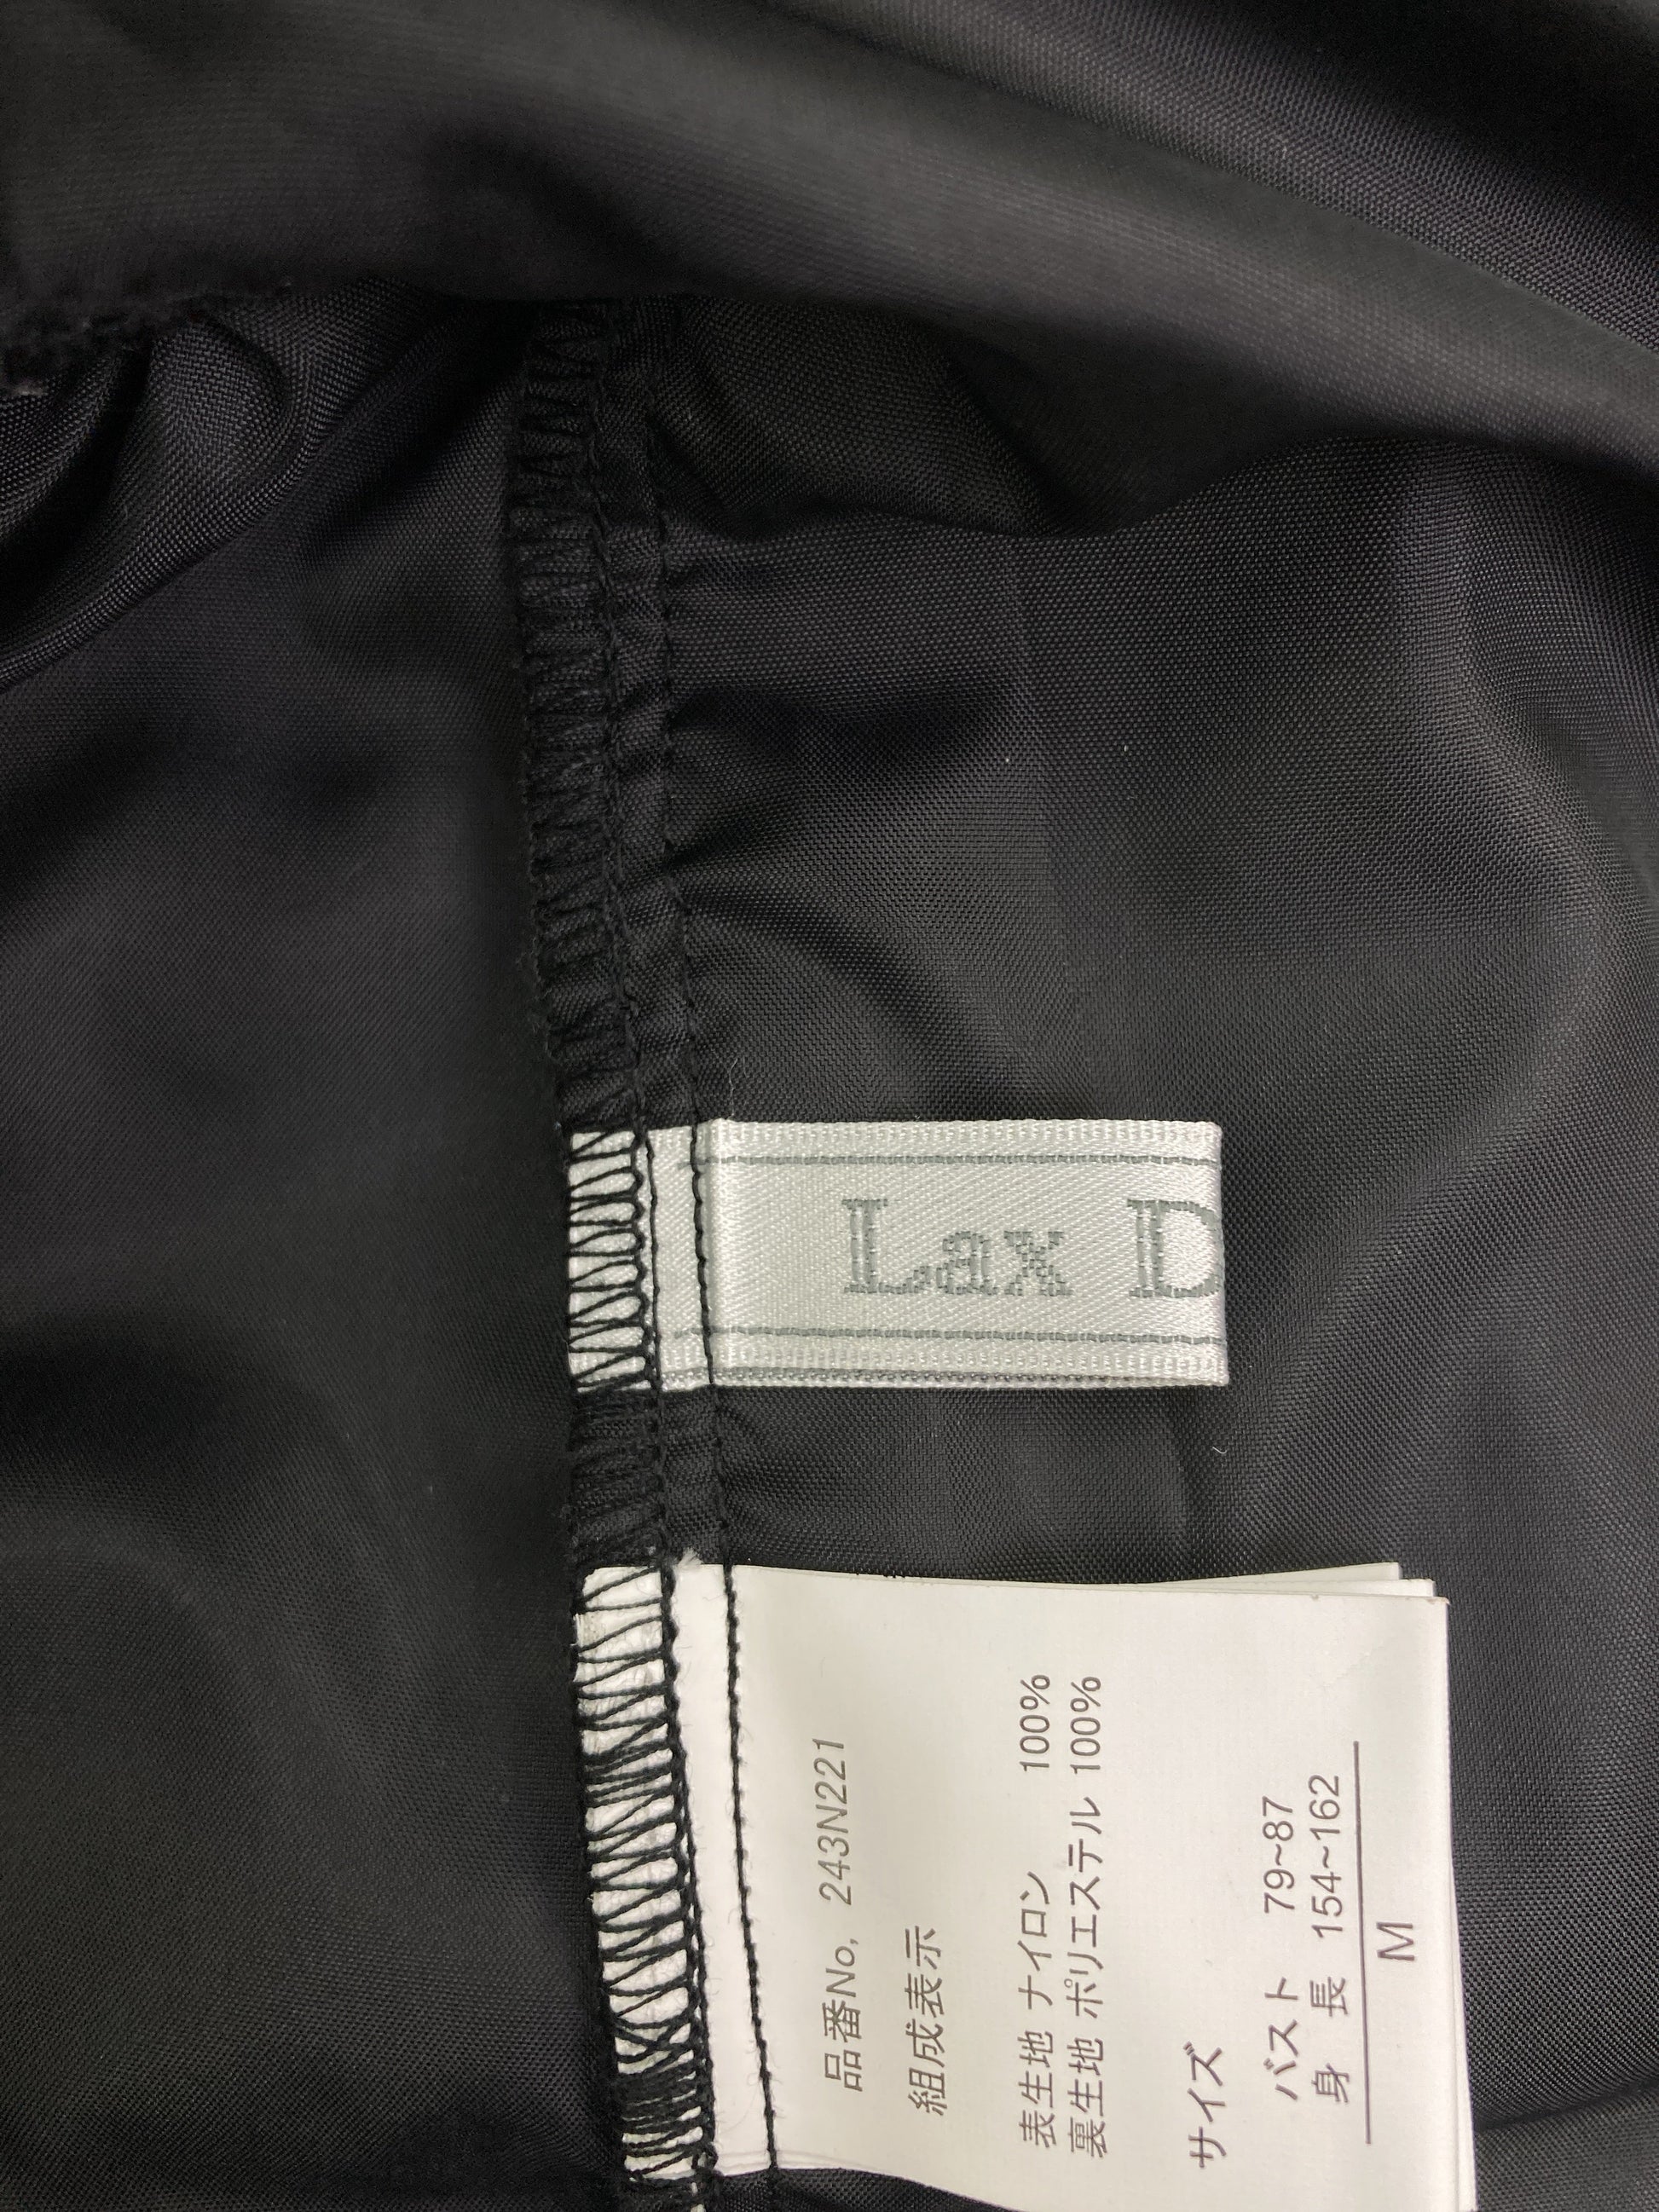 Lax D
品番No. 243N221
組成表示
表生地 ナイロン 100%
裏生地 ポリエステル 100%
サイズ
バスト 79~87
身 長 154~162
M